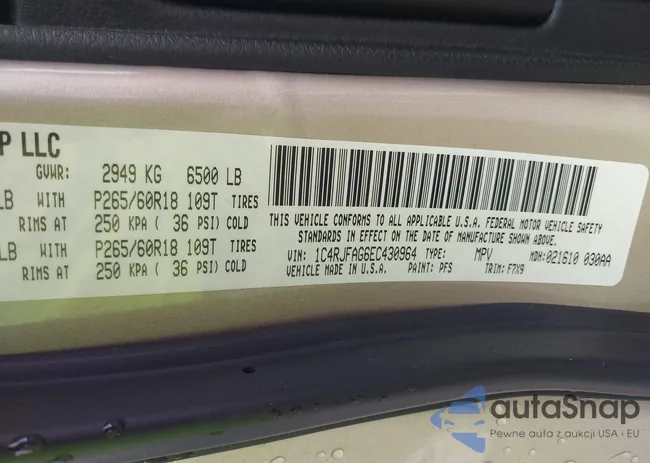 P LLC
GVWR: 2949 KG 6500 LB
LB WITH P265/60R18 109T TIRES
RIMS AT 250 KPA ( 36 PSI) COLD
LB WITH P265/60R18 109T TIRES
RIMS AT 250 KPA ( 36 PSI) COLD
THIS VEHICLE CONFORMS TO ALL APPLICABLE U.S.A. FEDERAL MOTOR VEHICLE SAFETY
STANDARDS IN EFFECT ON THE DATE OF MANUFACTURE SHOWN ABOVE.
VIN: 1C4RJFAG6EC430964 TYPE: MPV MDH: 021610 030AA
VEHICLE MADE IN U.S.A. PAINT: PFS TRIM: F7X9
autaSnap
Pewne auta z aukcji USA i EU